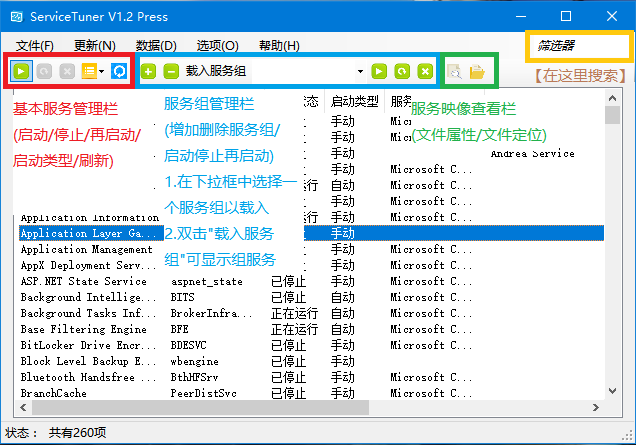 ServiceTuner V1.2 Press
文件(F) 更新(N) 数据(D) 选项(O) 帮助(H)
筛选器
载入服务组
【在这里搜索】
基本服务管理栏
(启动/停止/再启动/
启动类型/刷新)
服务组管理栏
(增加删除服务组/
启动停止再启动)
1.在下拉框中选择一
个服务组以载入
2.双击"载入服务
组"可显示组服务
服务映像查看栏
(文件属性/文件定位)
态 启动类型 服务
手动 Mic
手动 Mic
手动 Andrea Service
手动 Microsoft C...
行 自动 Microsoft C...
手动 Microsoft C...
Application Information 手动 Microsoft C...
Application Layer Ga... 手动
Application Management 手动 Microsoft C...
AppX Deployment Serv... 手动 Microsoft C...
ASP.NET State Service aspnet_state 已停止 手动 Microsoft C...
Background Intellige... BITS 已停止 自动 Microsoft C...
Background Tasks Inf... BrokerInfra... 正在运行 自动 Microsoft C...
Base Filtering Engine BFE 正在运行 自动 Microsoft C...
BitLocker Drive Encr... BDESVC 已停止 手动 Microsoft C...
Block Level Backup E... wbengine 已停止 手动
Bluetooth Handsfree ... BthHFSrv 已停止 手动 Microsoft C...
BranchCache PeerDistSvc 已停止 手动 Microsoft C...
状态： 共有260项